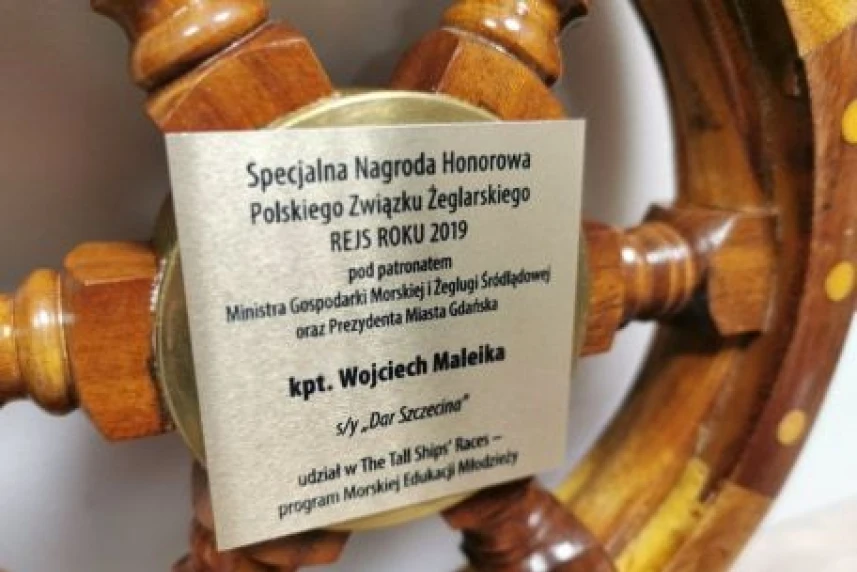 Specjalna Nagroda Honorowa
Polskiego Związku Żeglarskiego
REJS ROKU 2019
pod patronatem
Ministra Gospodarki Morskiej i Żeglugi Śródlądowej
oraz Prezydenta Miasta Gdańska
kpt. Wojciech Maleika
s/y „Dar Szczecina”
udział w The Tall Ships' Races –
program Morskiej Edukacji Młodzieży